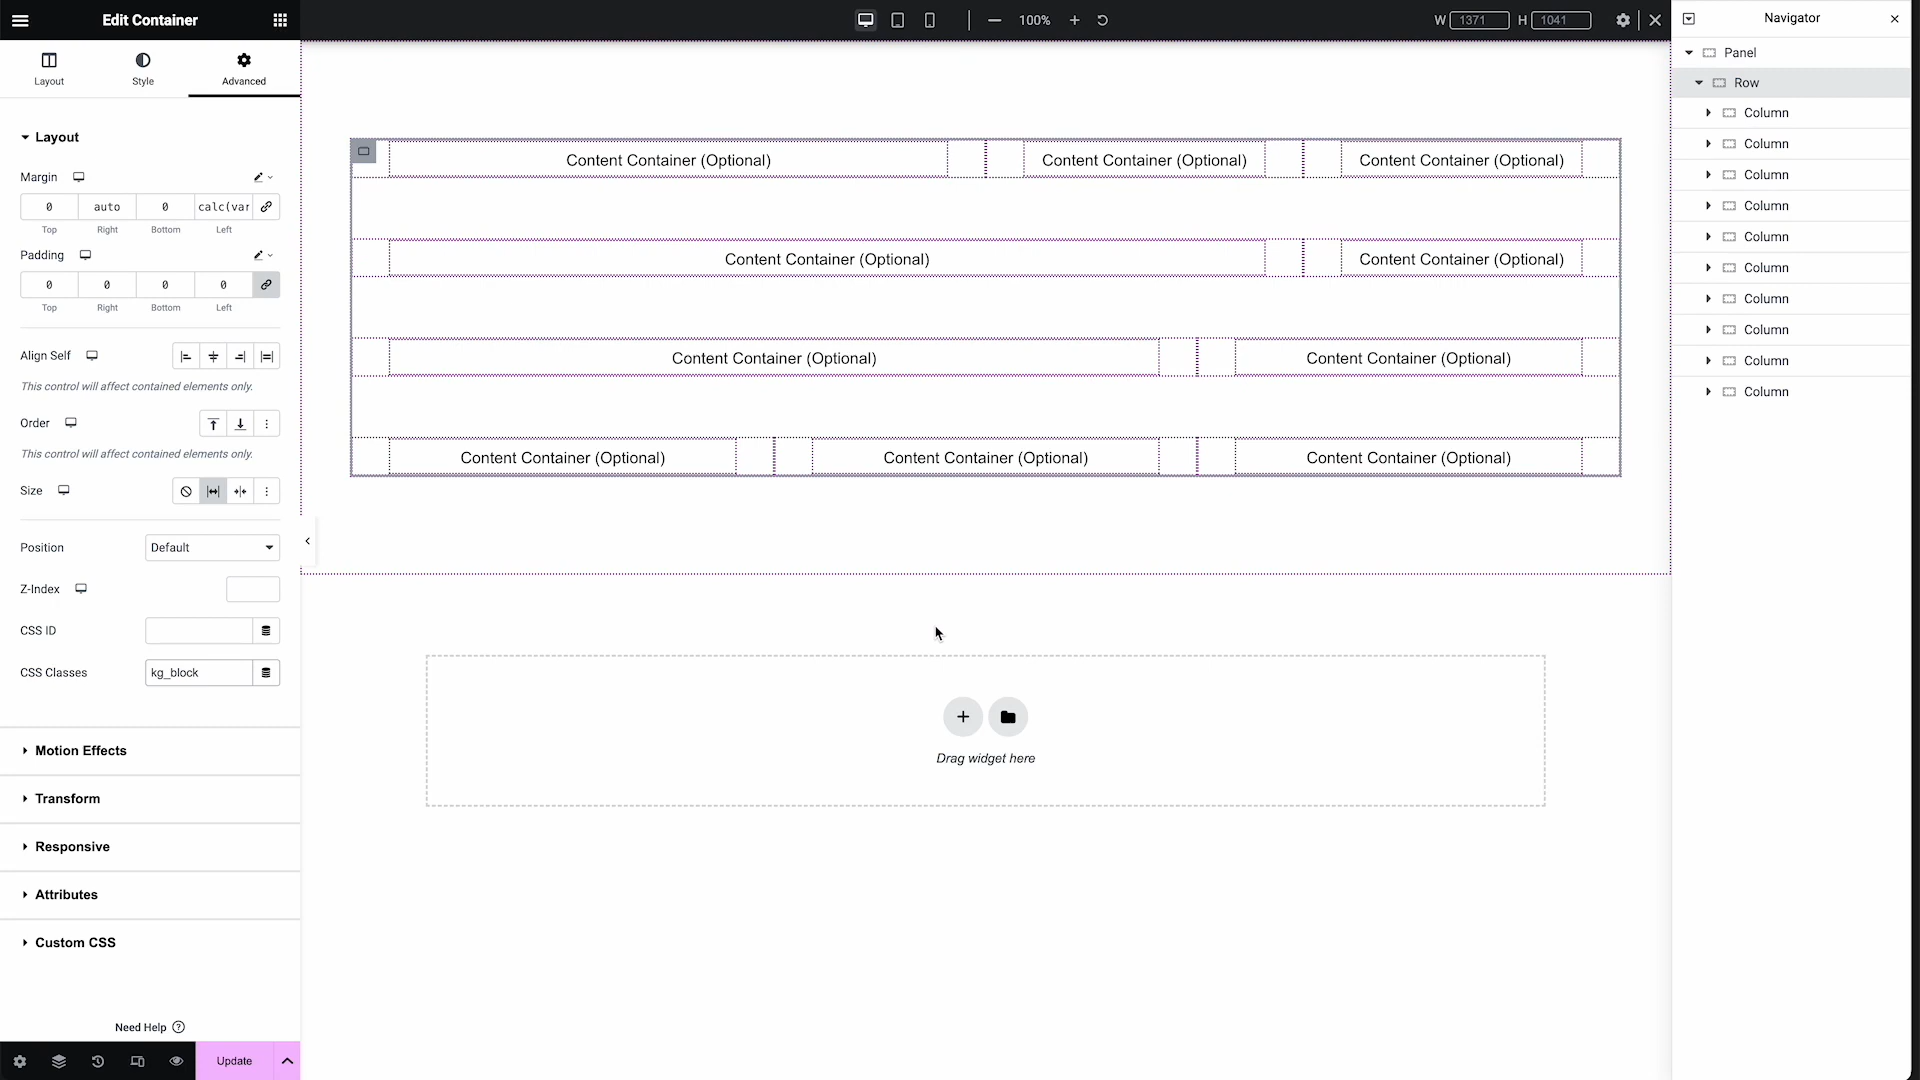 Edit Container
100%
W 1371 H 1041
Navigator
Layout
Style
Advanced
Layout
Margin
0 auto 0 calc(var
Top Right Bottom Left
Padding
0 0 0 0
Top Right Bottom Left
Align Self
This control will affect contained elements only.
Order
This control will affect contained elements only.
Size
Position
Default
Z-Index
CSS ID
CSS Classes
kg_block
Motion Effects
Transform
Responsive
Attributes
Custom CSS
Need Help
Update
Content Container (Optional) Content Container (Optional) Content Container (Optional)
Content Container (Optional) Content Container (Optional)
Content Container (Optional) Content Container (Optional)
Content Container (Optional) Content Container (Optional) Content Container (Optional)
Drag widget here
Panel
Row
Column
Column
Column
Column
Column
Column
Column
Column
Column
Column